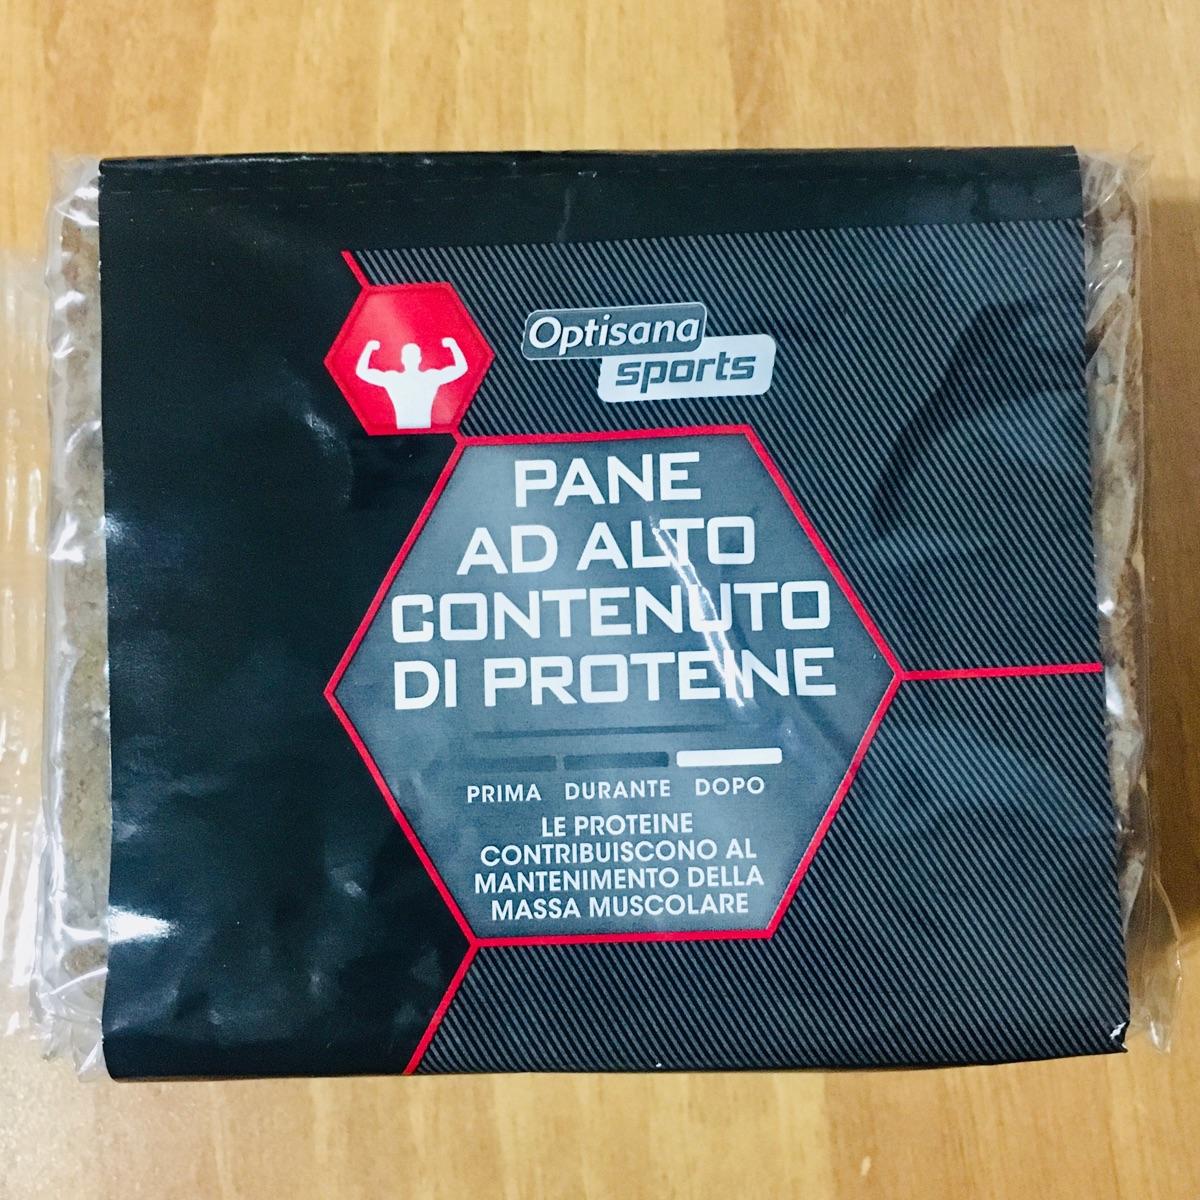 Optisana
sports
PANE
AD ALTO
CONTENUTO
DI PROTEINE
PRIMA DURANTE DOPO
LE PROTEINE
CONTRIBUISCONO AL
MANTENIMENTO DELLA
MASSA MUSCOLARE